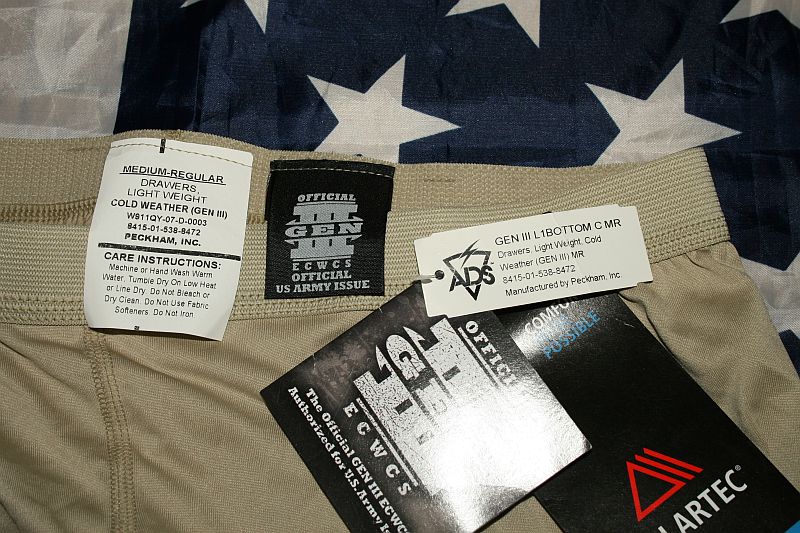 MEDIUM-REGULAR
DRAWERS,
LIGHT WEIGHT
COLD WEATHER (GEN III)
W911QY-07-D-0003
8415-01-538-8472
PECKHAM, INC.
CARE INSTRUCTIONS:
Machine or Hand Wash Warm
Water, Tumble Dry On Low Heat
or Line Dry. Do Not Bleach or
Dry Clean. Do Not Use Fabric
Softeners. Do Not Iron
OFFICIAL
III
GEN
ECWCS
OFFICIAL
US ARMY ISSUE
ADS
GEN III L1BOTTOM C MR
Drawers, Light Weight, Cold
Weather (GEN III) MR
8415-01-538-8472
Manufactured by Peckham, Inc.
OFFICI
GEN
III
ECWCS
The Official GEN III ECWCS
Authorized for U.S. Army
POSSIBLE
LARTEC®